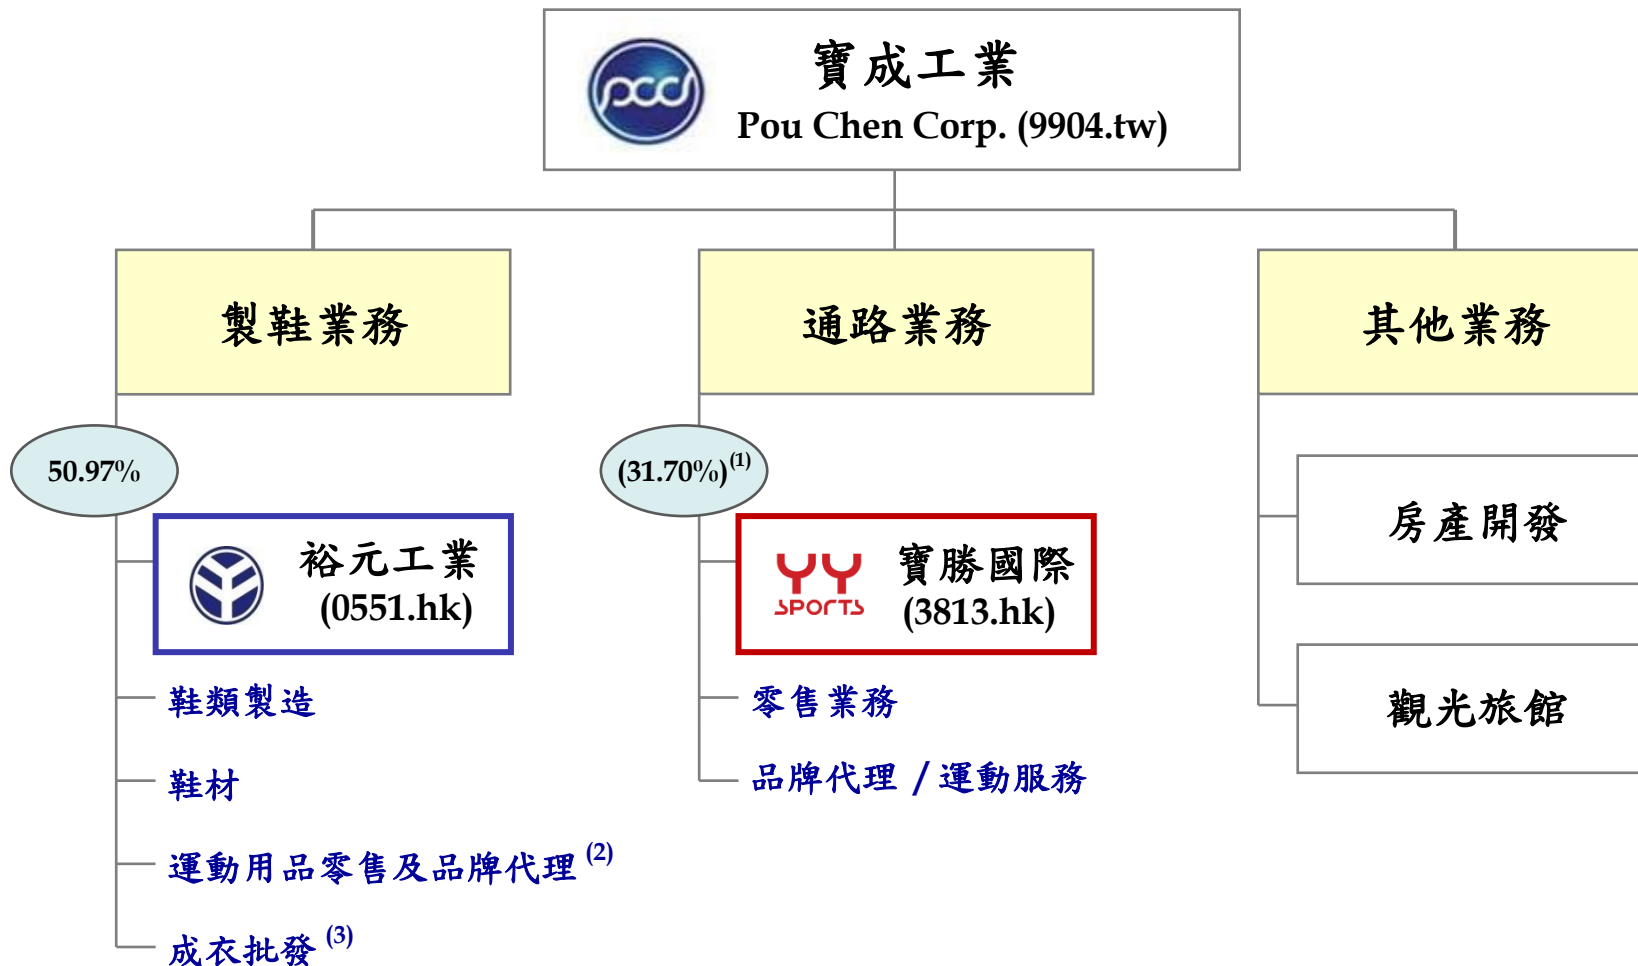 pcc
寶成工業
Pou Chen Corp. (9904.tw)
製鞋業務
通路業務
其他業務
50.97%
(31.70%)(1)
裕元工業
(0551.hk)
YY
SPORTS
寶勝國際
(3813.hk)
房產開發
觀光旅館
鞋類製造
鞋材
運動用品零售及品牌代理(2)
成衣批發(3)
零售業務
品牌代理 / 運動服務